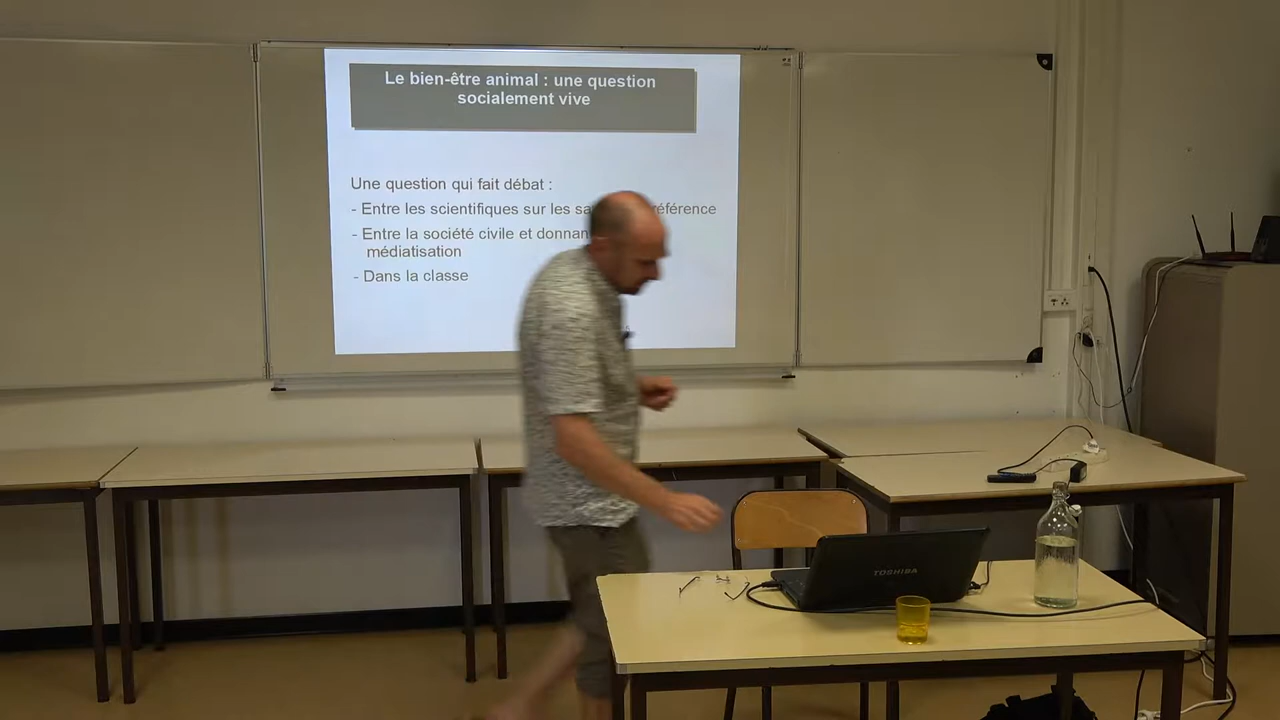 Le bien-être animal : une question
socialement vive
Une question qui fait débat :
- Entre les scientifiques sur les référence
- Entre la société civile et
médiatisation
- Dans la classe
TOSHIBA